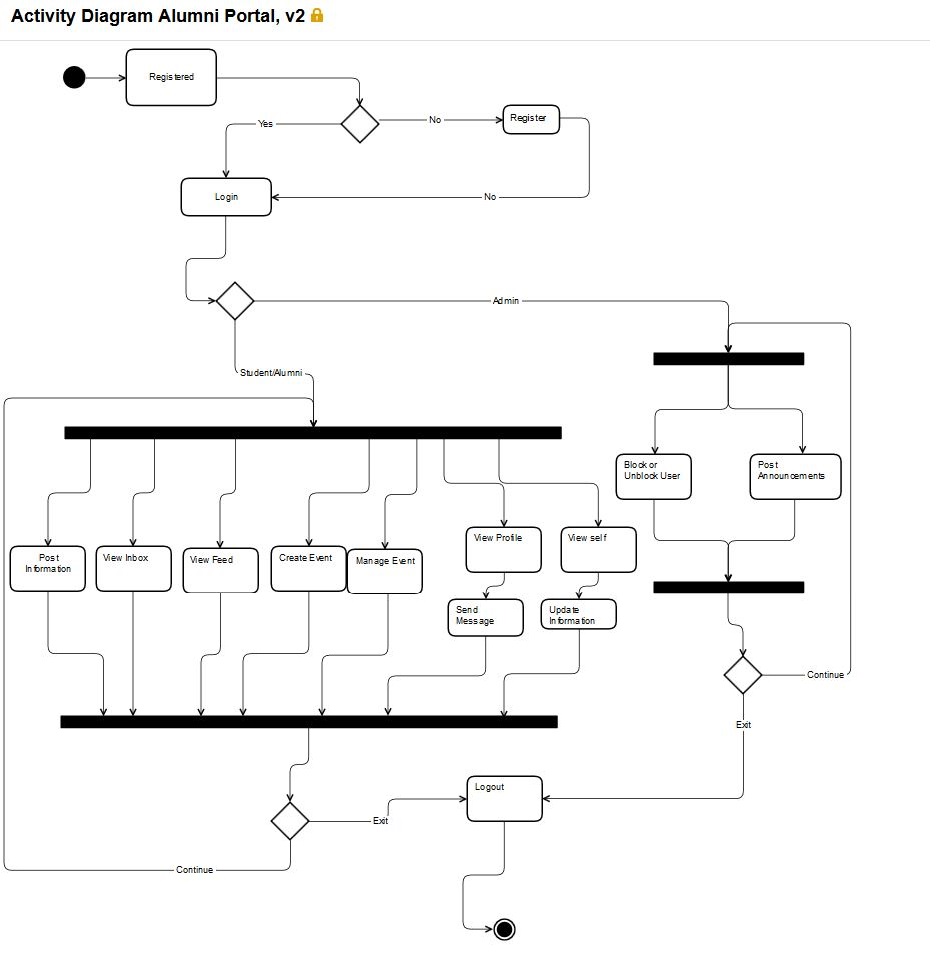 Activity Diagram Alumni Portal, v2
Registered
Yes
No
Register
Login
No
Admin
Student/Alumni
Block or
Unblock User
Post
Announcements
Post
Information
View Inbox
View Feed
Create Event
Manage Event
View Profile
View self
Send
Message
Update
Information
Continue
Exit
Logout
Exit
Continue